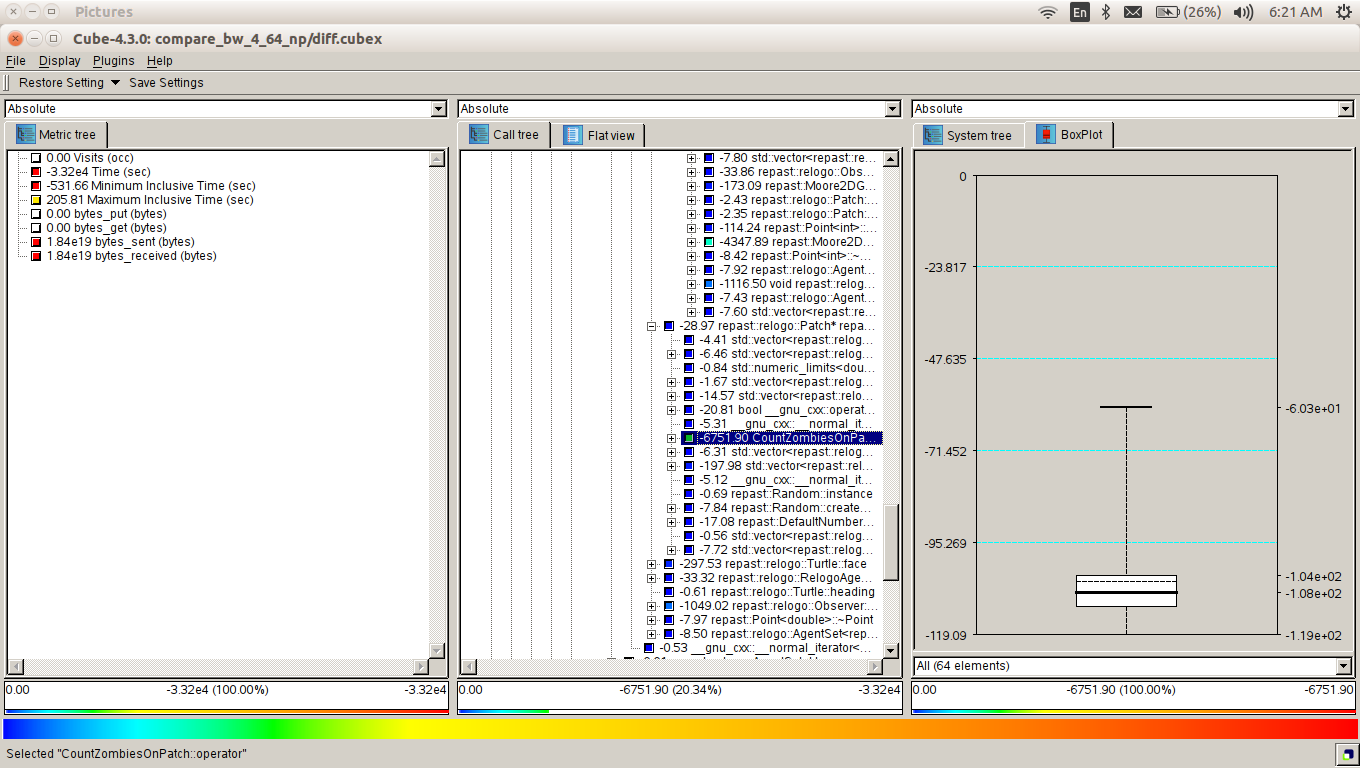 Pictures
En
(26%)
6:21 AM
Cube-4.3.0: compare_bw_4_64_np/diff.cubex
File Display Plugins Help
Restore Setting Save Settings
Absolute
Metric tree
0.00 Visits (occ)
-3.32e4 Time (sec)
-531.66 Minimum Inclusive Time (sec)
205.81 Maximum Inclusive Time (sec)
0.00 bytes_put (bytes)
0.00 bytes_get (bytes)
1.84e19 bytes_sent (bytes)
1.84e19 bytes_received (bytes)
0.00 -3.32e4 (100.00%) -3.32e4
Absolute
Call tree Flat view
-7.80 std::vector<repast::re...
-33.86 repast::relogo::Obs...
-173.09 repast::Moore2DG...
-2.43 repast::relogo::Patch:...
-2.35 repast::relogo::Patch:...
-114.24 repast::Point<int>::...
-4347.89 repast::Moore2D...
-8.42 repast::Point<int>::~...
-7.92 repast::relogo::Agent...
-1116.50 void repast::relog...
-7.43 repast::relogo::Agent...
-7.60 std::vector<repast::re...
-28.97 repast::relogo::Patch* repa...
-4.41 std::vector<repast::relog...
-6.46 std::vector<repast::relog...
-0.84 std::numeric_limits<dou...
-1.67 std::vector<repast::relog...
-14.57 std::vector<repast::relo...
-20.81 bool __gnu_cxx::operat...
-5.31 __gnu_cxx::__normal_it...
-6751.90 CountZombiesOnPa...
-6.31 std::vector<repast::relog...
-197.98 std::vector<repast::rel...
-5.12 __gnu_cxx::__normal_it...
-0.69 repast::Random::instance
-7.84 repast::Random::create...
-17.08 repast::DefaultNumber...
-0.56 std::vector<repast::relog...
-7.72 std::vector<repast::relog...
-297.53 repast::relogo::Turtle::face
-33.32 repast::relogo::RelogoAge...
-0.61 repast::relogo::Turtle::heading
-1049.02 repast::relogo::Observer:...
-7.97 repast::Point<double>::~Point
-8.50 repast::relogo::AgentSet<rep...
-0.53 __gnu_cxx::__normal_iterator<...
0.00 -6751.90 (20.34%) -3.32e4
Absolute
System tree BoxPlot
0
-23.817
-47.635
-6.03e+01
-71.452
-95.269
-1.04e+02
-1.08e+02
-119.09 -1.19e+02
All (64 elements)
0.00 -6751.90 (100.00%) -6751.90
Selected "CountZombiesOnPatch::operator"